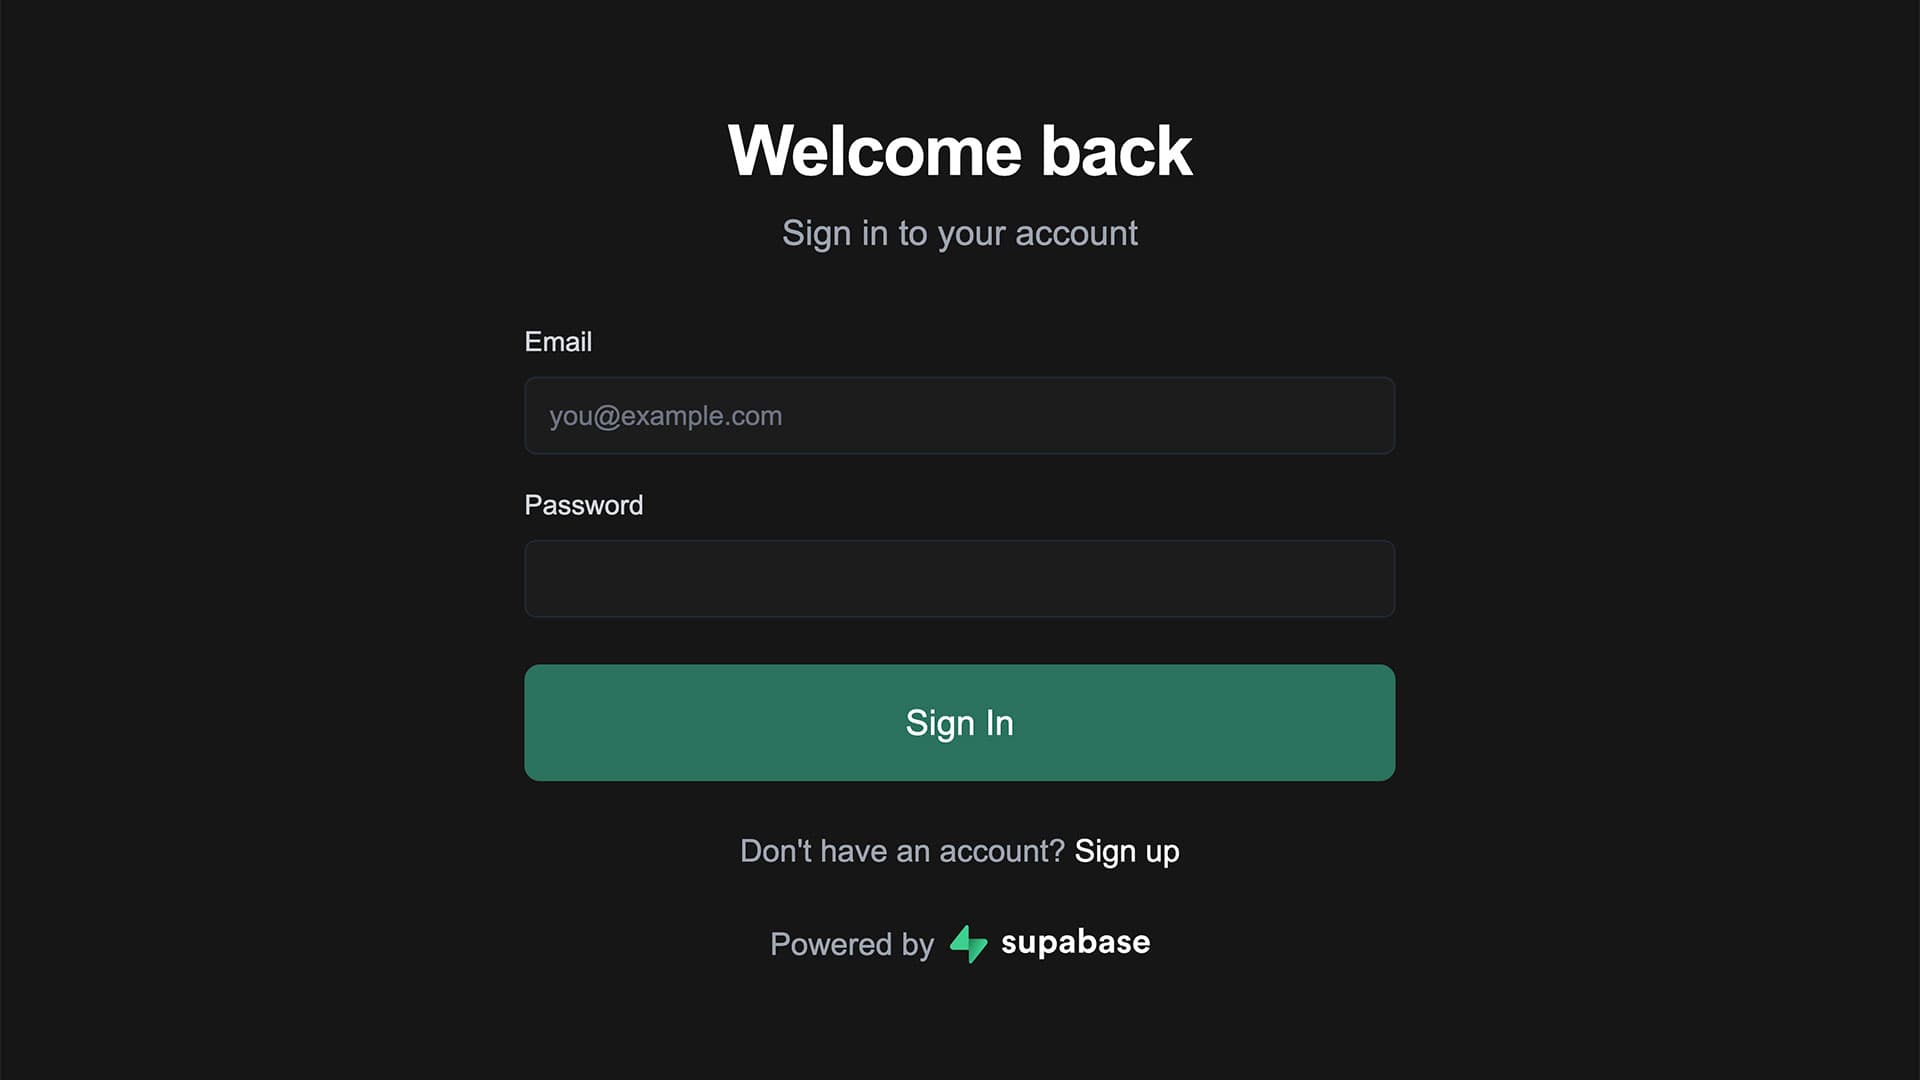 Welcome back
Sign in to your account
Email
you@example.com
Password
Sign In
Don't have an account? Sign up
Powered by supabase